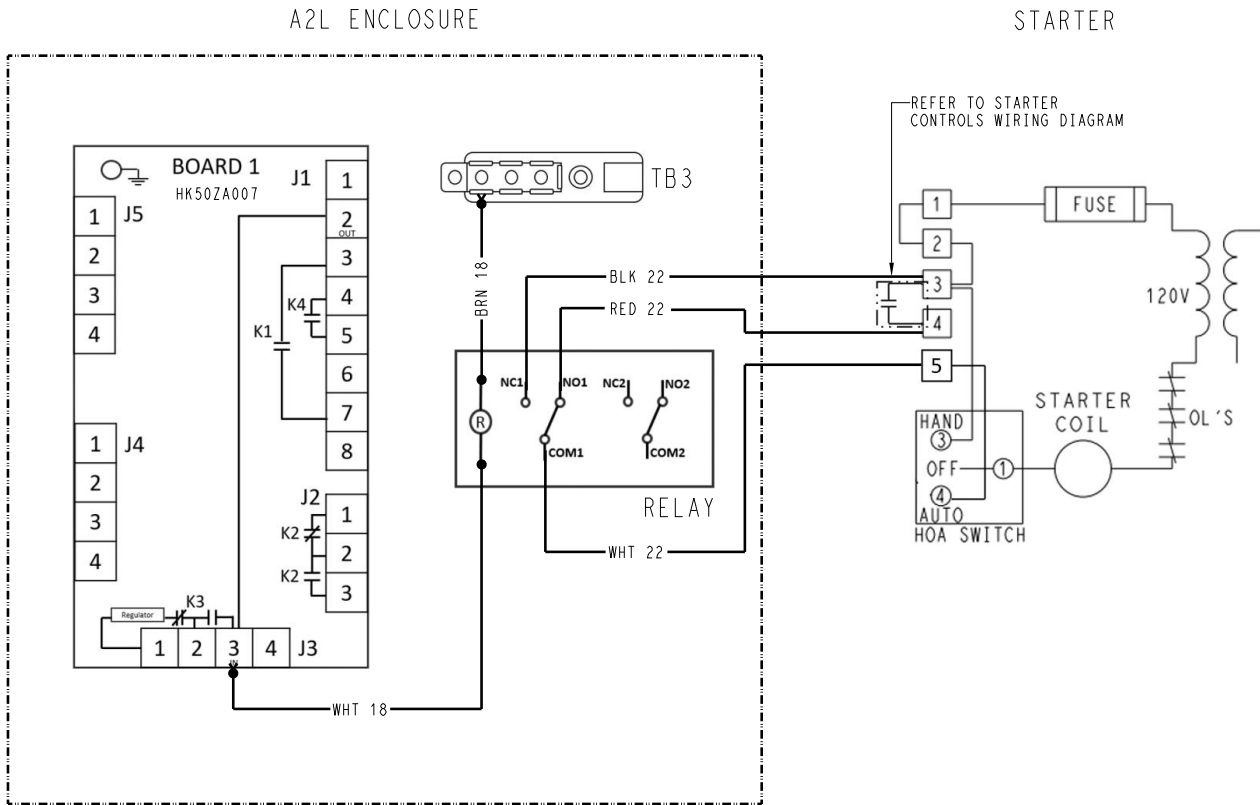 A2L ENCLOSURE
STARTER
REFER TO STARTER
CONTROLS WIRING DIAGRAM
BOARD 1
HK50ZA007
J1
1
2
OUT
3
4
5
6
7
8
J5
1
2
3
4
K4
K1
J4
1
2
3
4
J2
1
2
3
K2
K2
K3
Regulator
1
2
3
IN
4
J3
TB3
BRN 18
WHT 18
BLK 22
RED 22
WHT 22
NC1
NO1
NC2
NO2
R
COM1
COM2
RELAY
1
2
3
4
5
FUSE
120V
OL'S
STARTER
COIL
HAND
3
OFF
1
4
AUTO
HOA SWITCH